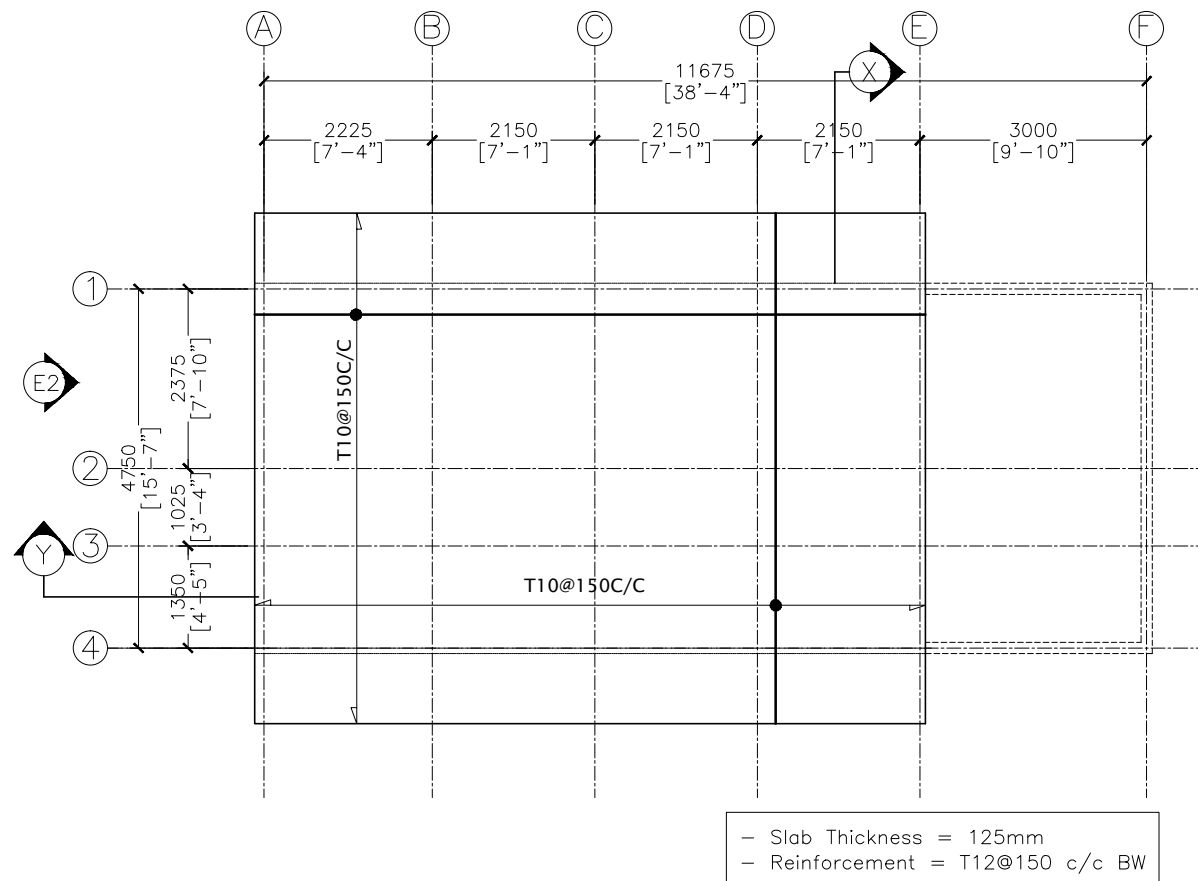 A B C D E F
X
11675
[38'-4"]
2225 2150 2150 2150 3000
[7'-4"] [7'-1"] [7'-1"] [7'-1"] [9'-10"]
1
2375
[7'-10"]
T10@150C/C
E2
4750
[15'-7"]
2
1025
[3'-4"]
3
Y
1350
[4'-5"]
T10@150C/C
4
- Slab Thickness = 125mm
- Reinforcement = T12@150 c/c BW